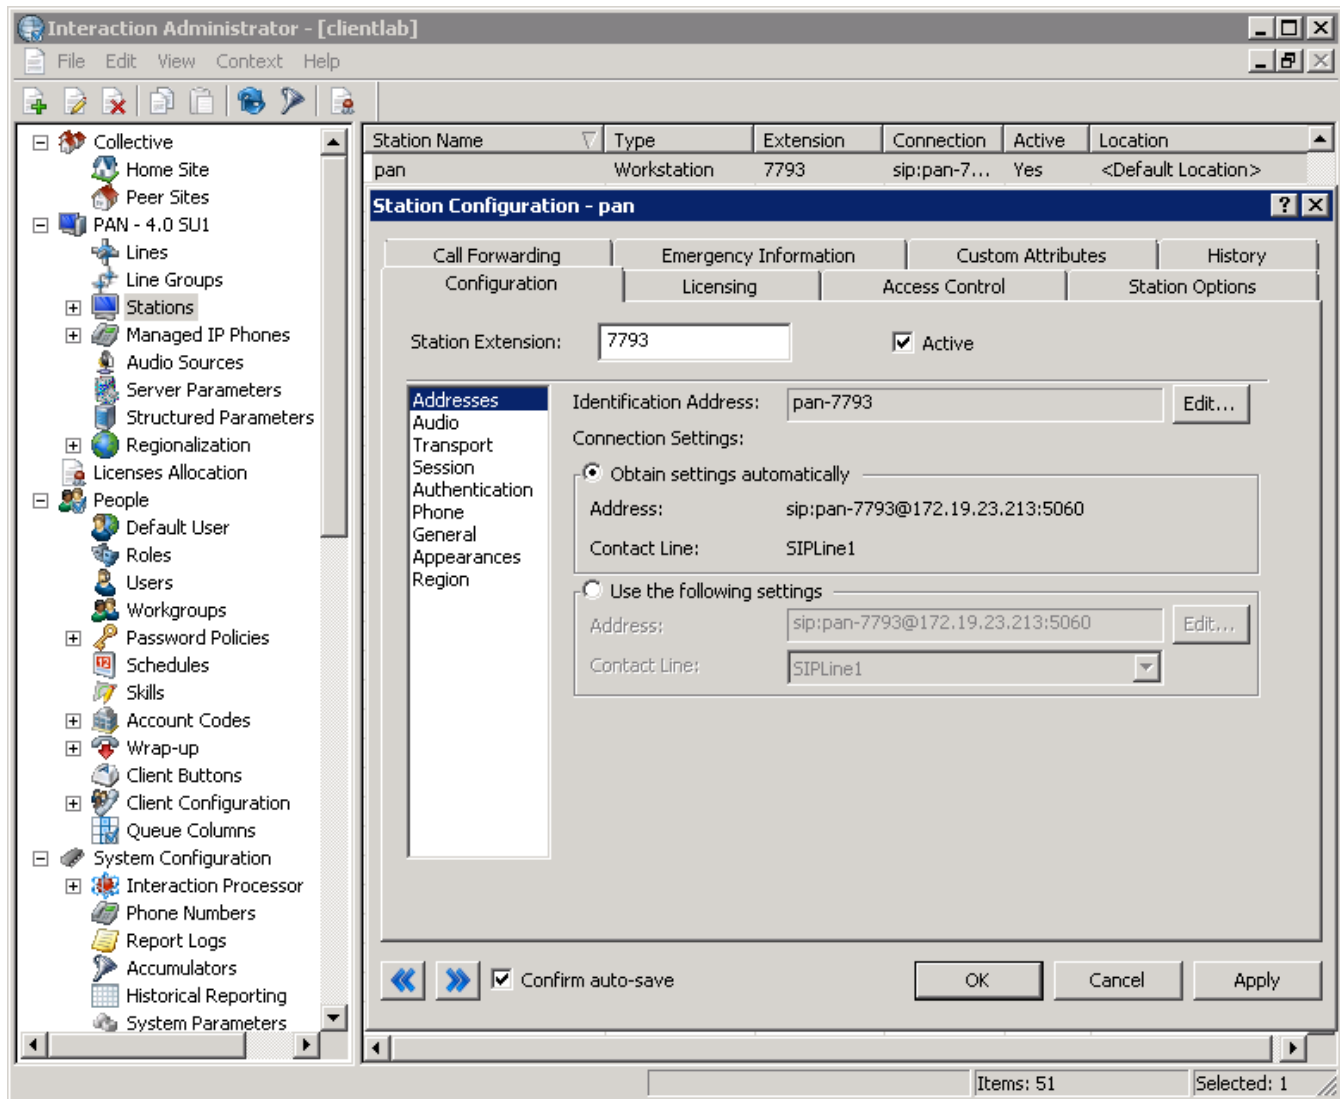 Interaction Administrator - [clientlab]
File Edit View Context Help
Collective
Home Site
Peer Sites
PAN - 4.0 SU1
Lines
Line Groups
Stations
Managed IP Phones
Audio Sources
Server Parameters
Structured Parameters
Regionalization
Licenses Allocation
People
Default User
Roles
Users
Workgroups
Password Policies
Schedules
Skills
Account Codes
Wrap-up
Client Buttons
Client Configuration
Queue Columns
System Configuration
Interaction Processor
Phone Numbers
Report Logs
Accumulators
Historical Reporting
System Parameters
Station Name Type Extension Connection Active Location
pan Workstation 7793 sip:pan-7... Yes <Default Location>
Station Configuration - pan
Call Forwarding Emergency Information Custom Attributes History
Configuration Licensing Access Control Station Options
Station Extension: 7793 Active
Addresses
Audio
Transport
Session
Authentication
Phone
General
Appearances
Region
Identification Address: pan-7793 Edit...
Connection Settings:
Obtain settings automatically
Address: sip:pan-7793@172.19.23.213:5060
Contact Line: SIPLine1
Use the following settings
Address: sip:pan-7793@172.19.23.213:5060 Edit...
Contact Line: SIPLine1
Confirm auto-save OK Cancel Apply
Items: 51 Selected: 1